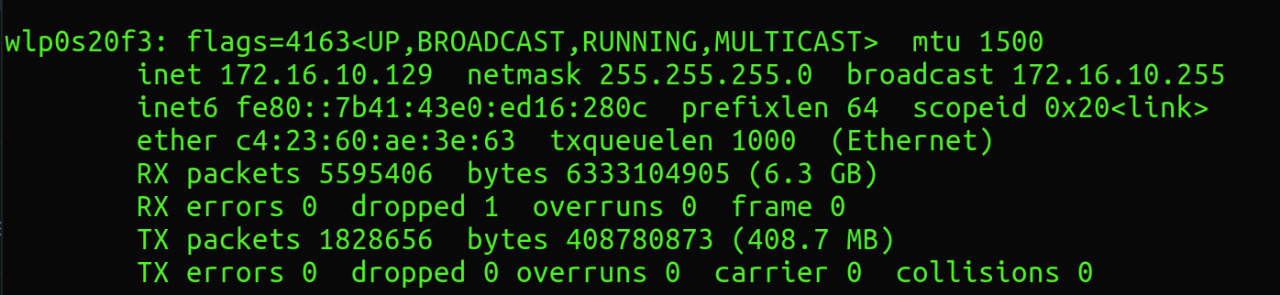 wlp0s20f3: flags=4163<UP,BROADCAST,RUNNING,MULTICAST>  mtu 1500
        inet 172.16.10.129  netmask 255.255.255.0  broadcast 172.16.10.255
        inet6 fe80::7b41:43e0:ed16:280c  prefixlen 64  scopeid 0x20<link>
        ether c4:23:60:ae:3e:63  txqueuelen 1000  (Ethernet)
        RX packets 5595406  bytes 6333104905 (6.3 GB)
        RX errors 0  dropped 1  overruns 0  frame 0
        TX packets 1828656  bytes 408780873 (408.7 MB)
        TX errors 0  dropped 0 overruns 0  carrier 0  collisions 0